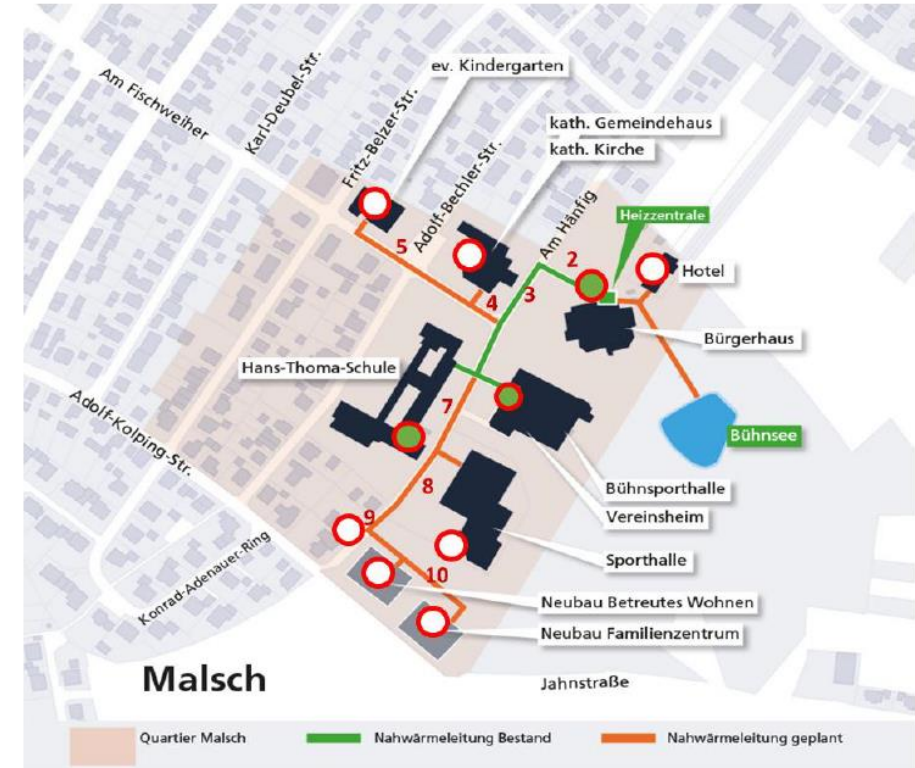 ev. Kindergarten
Karl-Deubel-Str.
Am Fischweiher
Fritz-Belzer-Str.
kath. Gemeindehaus
kath. Kirche
Adolf-Bechler-Str.
Am Hänfig
Heizzentrale
5
2
Hotel
3
4
Bürgerhaus
Hans-Thoma-Schule
7
Adolf-Kolping-Str.
Bühnsee
8
Bühnsporthalle
9
Vereinsheim
Konrad-Adenauer-Ring
Sporthalle
10
Neubau Betreutes Wohnen
Neubau Familienzentrum
Malsch
Jahnstraße
Quartier Malsch
Nahwärmeleitung Bestand
Nahwärmeleitung geplant